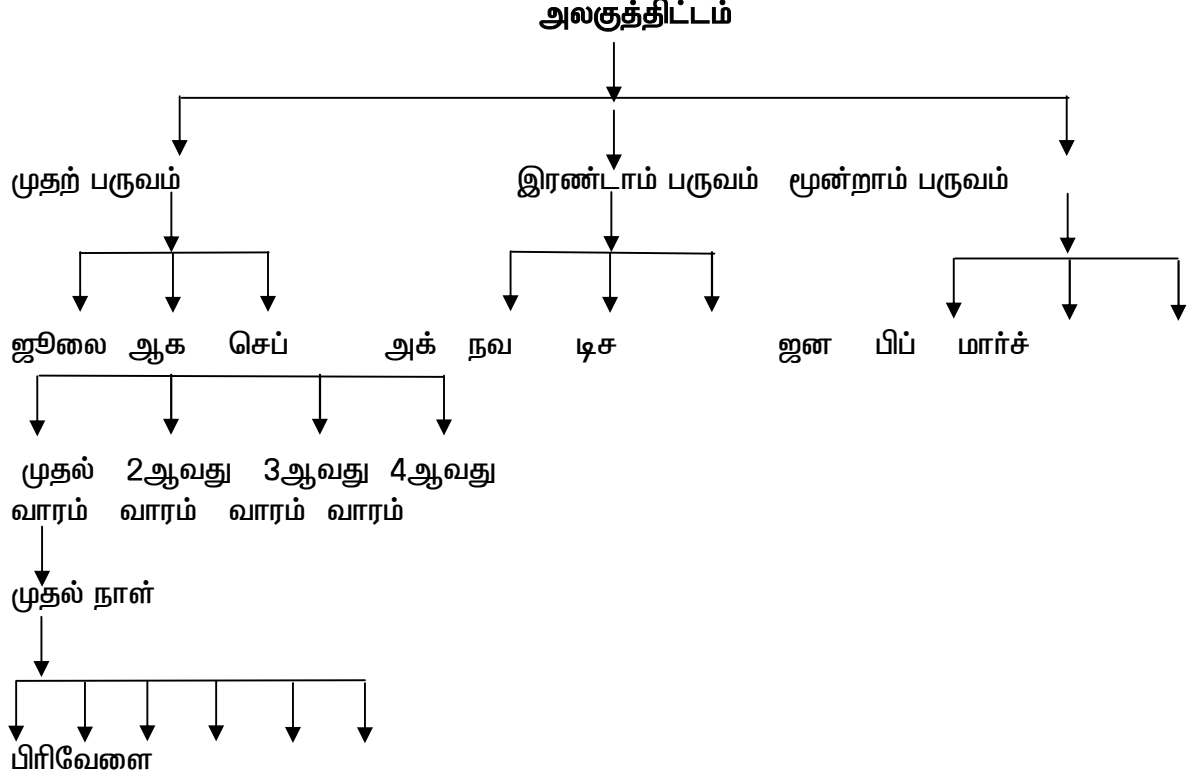 அலகுத்திட்டம்
முதற் பருவம் இரண்டாம் பருவம் மூன்றாம் பருவம்
ஜூலை ஆக செப் அக் நவ டிச ஜன பிப் மார்ச்
முதல் 2ஆவது 3ஆவது 4ஆவது
வாரம் வாரம் வாரம் வாரம்
முதல் நாள்
பிரிவேளை